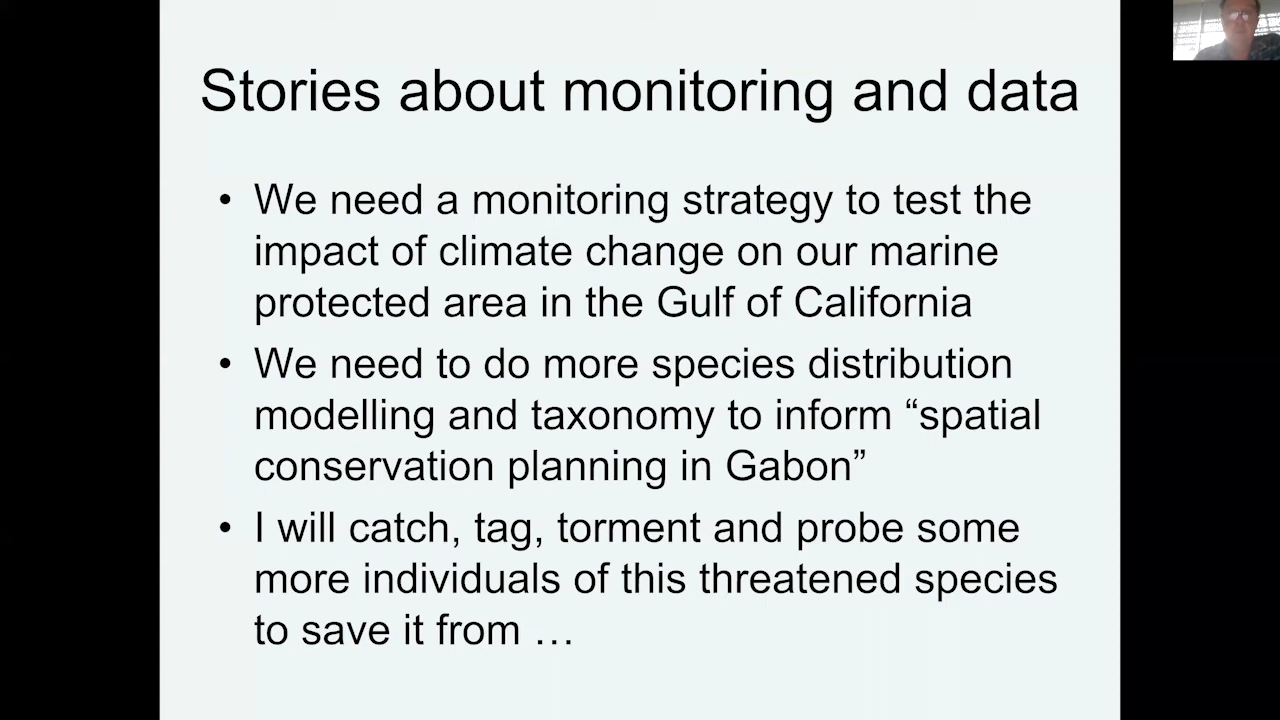 Stories about monitoring and data
• We need a monitoring strategy to test the
impact of climate change on our marine
protected area in the Gulf of California
• We need to do more species distribution
modelling and taxonomy to inform “spatial
conservation planning in Gabon”
• I will catch, tag, torment and probe some
more individuals of this threatened species
to save it from …